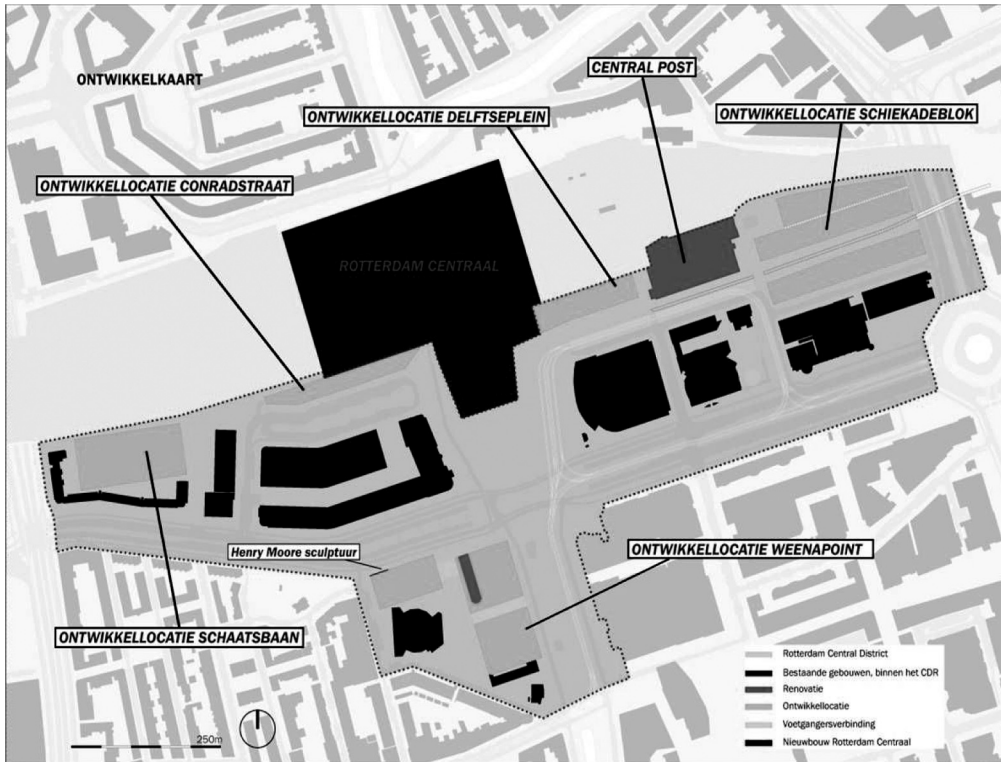 CENTRAL POST
ONTWIKKELKAART
ONTWIKKELLOCATIE DELFTSEPLEIN
ONTWIKKELLOCATIE SCHIEKADEBLOK
ONTWIKKELLOCATIE CONRADSTRAAT
ROTTERDAM CENTRAAL
Henry Moore sculptuur
ONTWIKKELLOCATIE WEENAPOINT
ONTWIKKELLOCATIE SCHAATSBAAN
Rotterdam Central District
Bestaande gebouwen, binnen het CDR
Renovatie
Ontwikkellocatie
Voetgangersverbinding
Nieuwbouw Rotterdam Centraal
250m